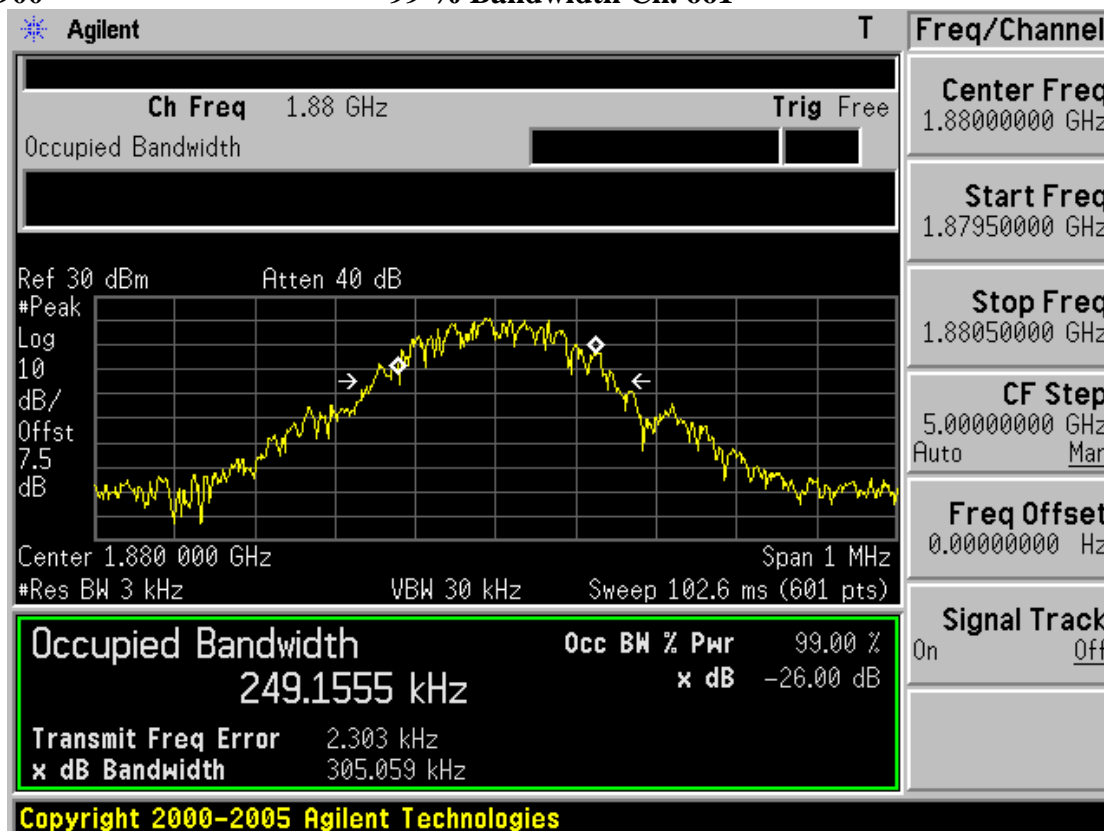 Agilent T Freq/Channel
Ch Freq 1.88 GHz Trig Free
Occupied Bandwidth
Center Freq
1.88000000 GHz
Start Freq
1.87950000 GHz
Stop Freq
1.88050000 GHz
CF Step
5.00000000 GHz
Auto Man
Freq Offset
0.00000000 Hz
Signal Track
On Off
Ref 30 dBm Atten 40 dB
#Peak
Log
10
dB/
Offst
7.5
dB
Center 1.880 000 GHz Span 1 MHz
#Res BW 3 kHz VBW 30 kHz Sweep 102.6 ms (601 pts)
Occupied Bandwidth
249.1555 kHz
Occ BW % Pwr 99.00 %
x dB -26.00 dB
Transmit Freq Error 2.303 kHz
x dB Bandwidth 305.059 kHz
Copyright 2000-2005 Agilent Technologies